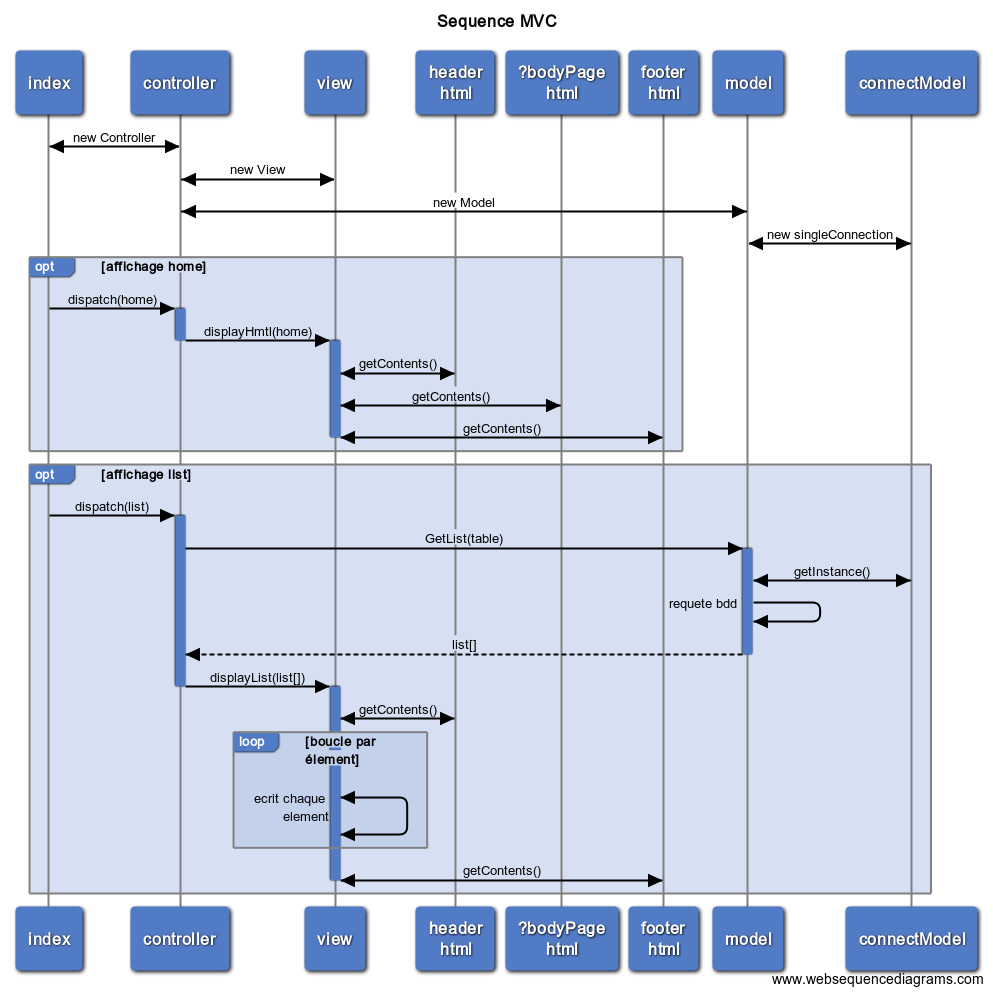 Sequence MVC
index
controller
view
header
html
?bodyPage
html
footer
html
model
connectModel
new Controller
new View
new Model
new singleConnection
opt
[affichage home]
dispatch(home)
displayHmtl(home)
getContents()
getContents()
getContents()
opt
[affichage list]
dispatch(list)
GetList(table)
getInstance()
requete bdd
list[]
displayList(list[])
getContents()
loop
[boucle par
élement]
ecrit chaque
element
getContents()
index
controller
view
header
html
?bodyPage
html
footer
html
model
connectModel
www.websequencediagrams.com